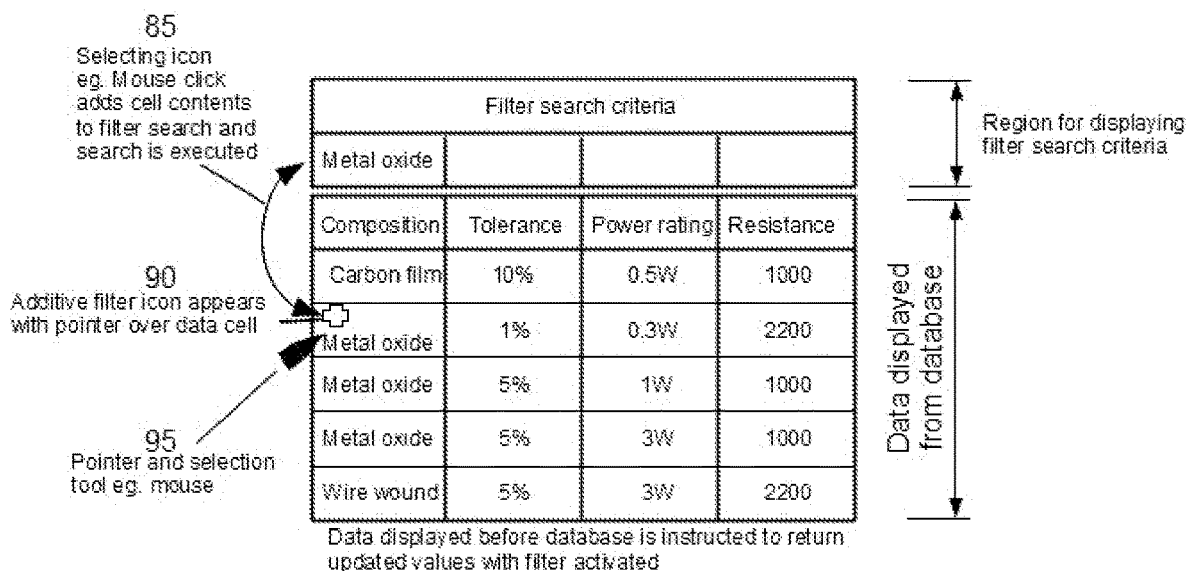 85
Selecting icon
eg. Mouse click
adds cell contents
to filter search and
search is executed
Filter search criteria
Metal oxide
Region for displaying
filter search criteria
Composition Tolerance Power rating Resistance
Carbon film 10% 0.5W 1000
90
Additive filter icon appears
with pointer over data cell
Metal oxide 1% 0.3W 2200
Metal oxide 5% 1W 1000
Metal oxide 5% 3W 1000
95
Pointer and selection
tool eg. mouse
Wire wound 5% 3W 2200
Data displayed
from database
Data displayed before database is instructed to return
updated values with filter activated